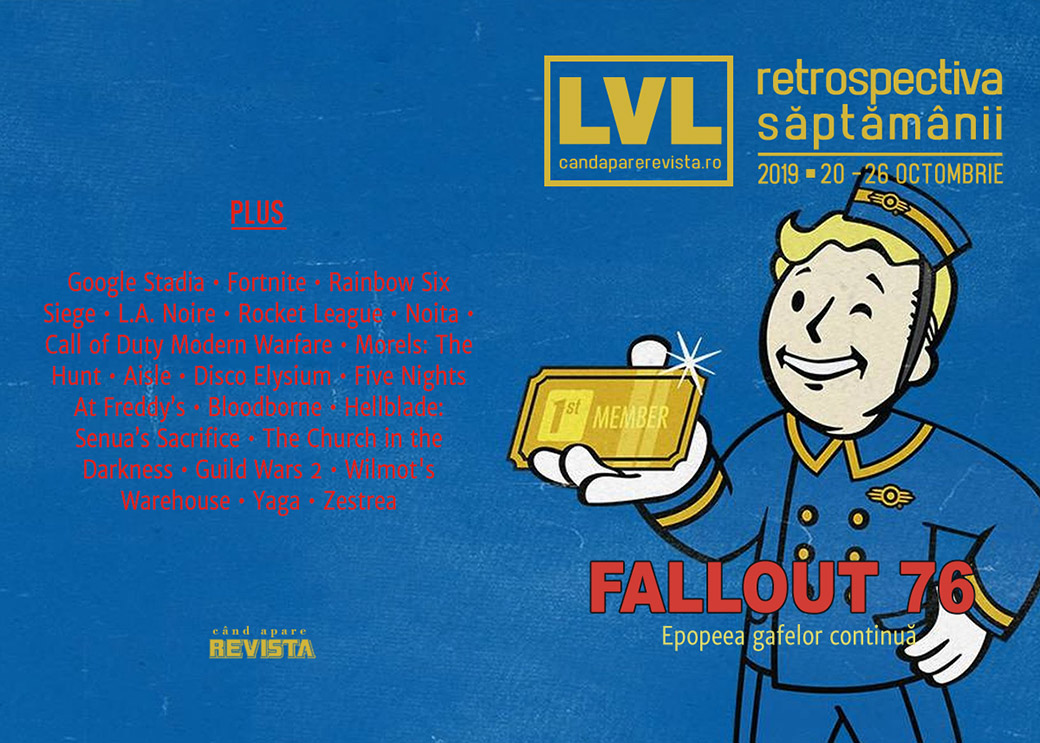 LVL
candaparerevista.ro
retrospectiva
săptămânii
2019 ▪ 20 - 26 OCTOMBRIE
PLUS
Google Stadia • Fortnite • Rainbow Six
Siege • L.A. Noire • Rocket League • Noita •
Call of Duty Modern Warfare • Morels: The
Hunt • Aisle • Disco Elysium • Five Nights
At Freddy's • Bloodborne • Hellblade:
Senua's Sacrifice • The Church in the
Darkness • Guild Wars 2 • Wilmot's
Warehouse • Yaga • Zestrea
1st MEMBER
FALLOUT 76
Epopeea gafelor continuă
când apare
REVISTA